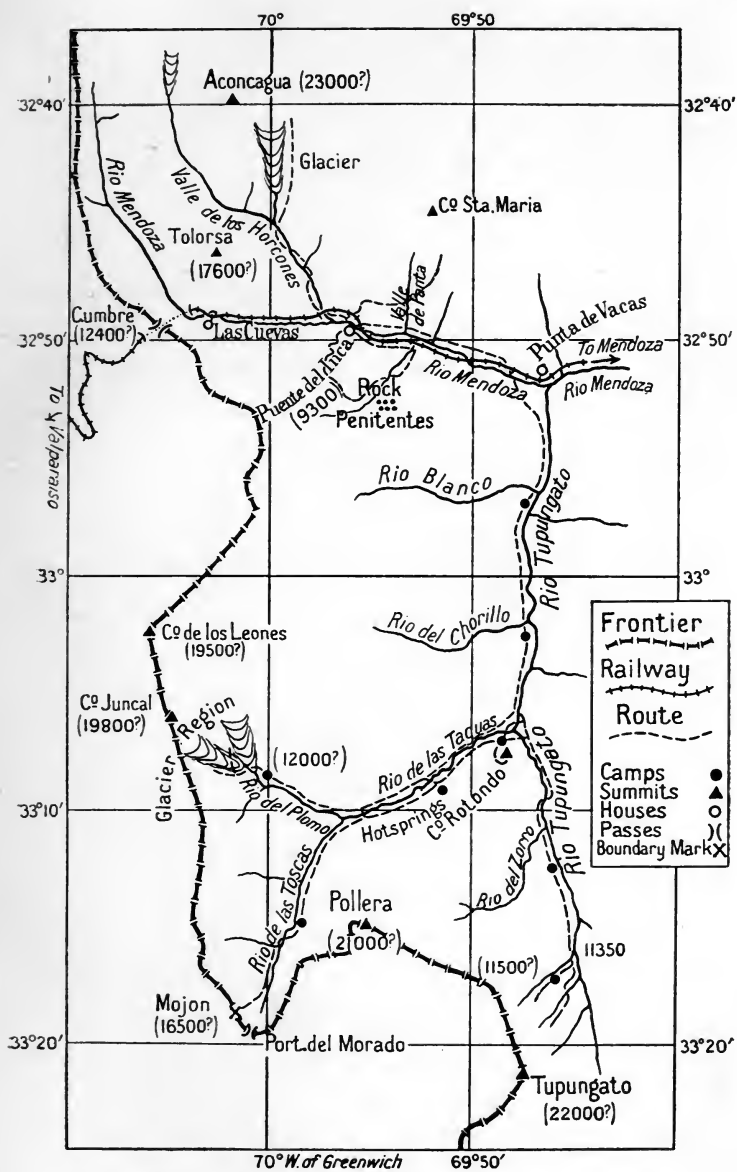 70°
69°50'
Aconcagua (23000?)
32°40'
32°40'
Glacier
Rio Mendoza
Valle de los Horcones
Cº Sta. Maria
Tolorsa
(17600?)
Valle
de Panta
Cumbre
(12400?)
Las Cuevas
Punta de Vacas
32°50'
32°50'
To Mendoza
Puente del Inca
(9300)
Rio Mendoza
Rio Mendoza
To Valparaiso
Rock
Penitentes
Rio Blanco
Rio Tupungato
33°
33°
Rio del Chorillo
Frontier
Railway
Route
Camps
Summits
Houses
Passes
Boundary Mark
Cº de los Leones
(19500?)
Cº Juncal
(19800?)
Glacier Region
(12000?)
Rio de las Taquas
Rio del Plomo
Hotsprings
Cº Rotondo
Rio Tupungato
33°10'
33°10'
Rio del Zorro
Rio de las Toscas
Pollera
(21000?)
(11500?)
11350
Mojon
(16500?)
Port. del Morado
33°20'
33°20'
Tupungato
(22000?)
70° W. of Greenwich
69°50'